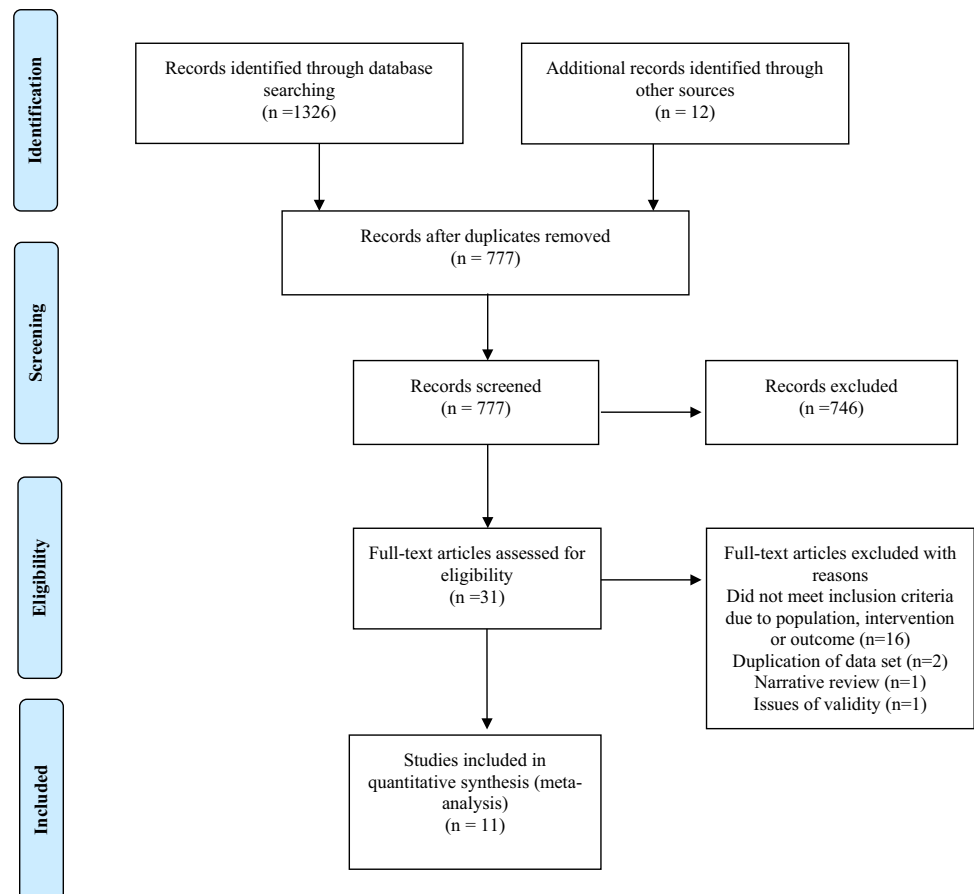 Identification
Records identified through database
searching
(n =1326)
Additional records identified through
other sources
(n = 12)
Records after duplicates removed
(n = 777)
Screening
Records screened
(n = 777)
Records excluded
(n =746)
Eligibility
Full-text articles assessed for
eligibility
(n =31)
Full-text articles excluded with
reasons
Did not meet inclusion criteria
due to population, intervention
or outcome (n=16)
Duplication of data set (n=2)
Narrative review (n=1)
Issues of validity (n=1)
Included
Studies included in
quantitative synthesis (meta-
analysis)
(n = 11)